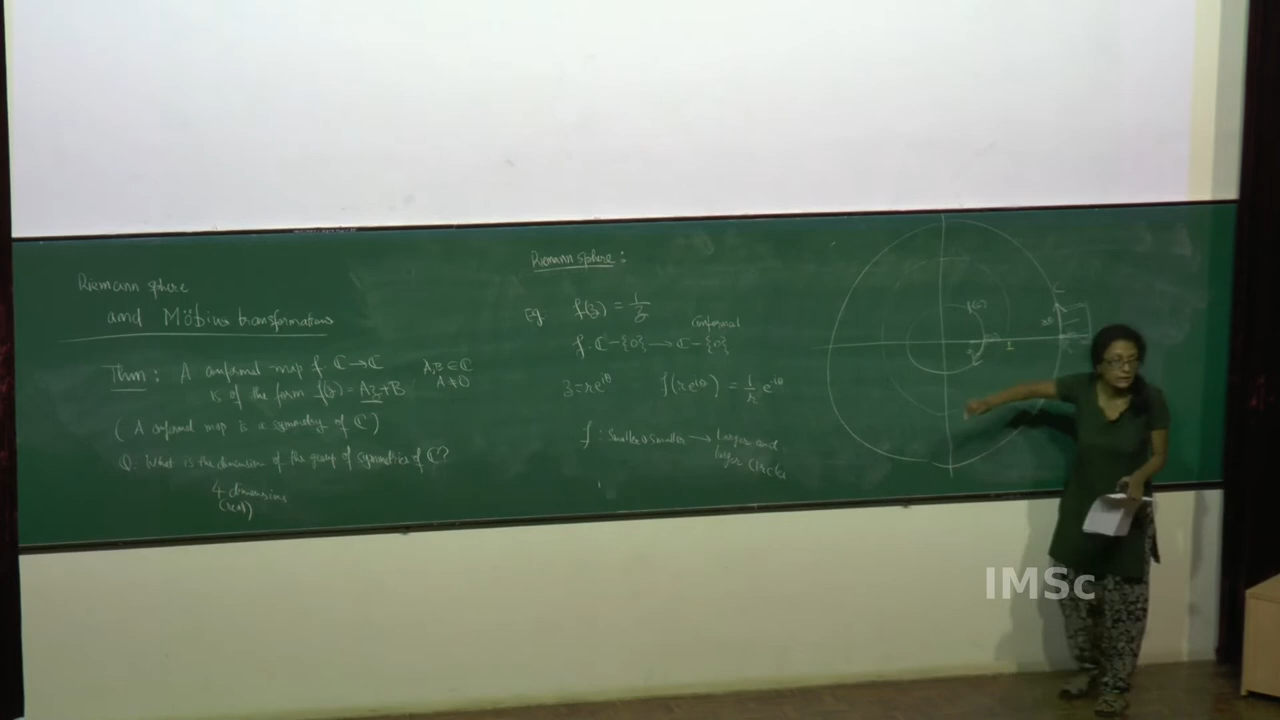 Riemann sphere
and Möbius transformations
Thm: A conformal map f ℂ→ℂ
is of the form f(z) = Az+B
A,B ∈ ℂ
A ≠ 0
(A conformal map is a symmetry of ℂ)
Q: What is the dimension of the group of symmetries of ℂ?
4 dimensions
(real)
Riemann sphere:
Eg: f(z) = 1/z
conformal
f: ℂ-{0} → ℂ-{0}
z = re^{iθ} f(re^{iθ}) = 1/r e^{-iθ}
f: Smaller & smaller → Larger and
larger circles
f(C)
C
1
IMSc